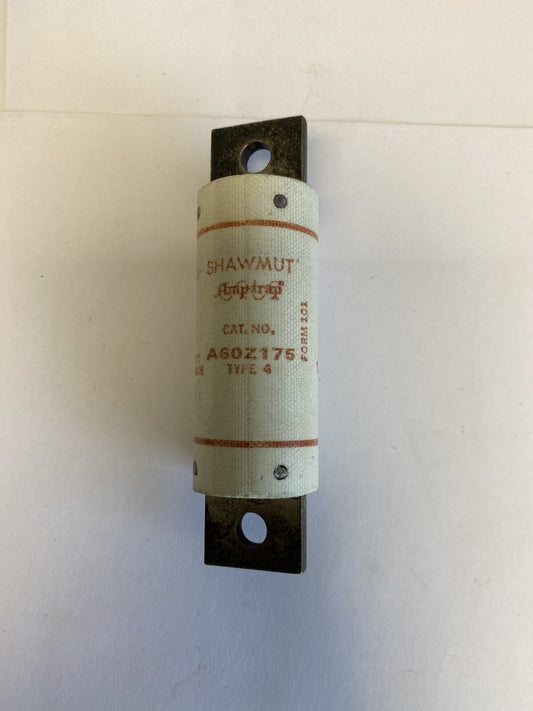 SHAWMUT
Amp-trap®
CAT. NO.
A60Z175
TYPE 4
FORM 101